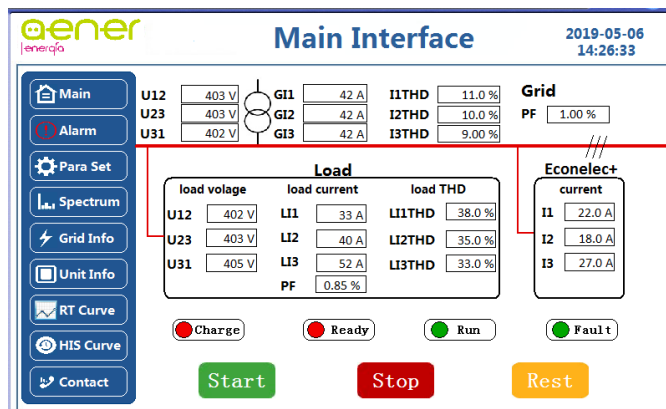 aener
energía
Main Interface
2019-05-06
14:26:33
Main
Alarm
Para Set
Spectrum
Grid Info
Unit Info
RT Curve
HIS Curve
Contact
U12 403 V GI1 42 A I1THD 11.0 % Grid
U23 403 V GI2 42 A I2THD 10.0 % PF 1.00 %
U31 402 V GI3 42 A I3THD 9.00 %
Load
load volage load current load THD
U12 402 V LI1 33 A LI1THD 38.0 %
U23 403 V LI2 40 A LI2THD 35.0 %
U31 405 V LI3 52 A LI3THD 33.0 %
PF 0.85 %
Econelec+
current
I1 22.0 A
I2 18.0 A
I3 27.0 A
Charge Ready Run Fault
Start Stop Rest